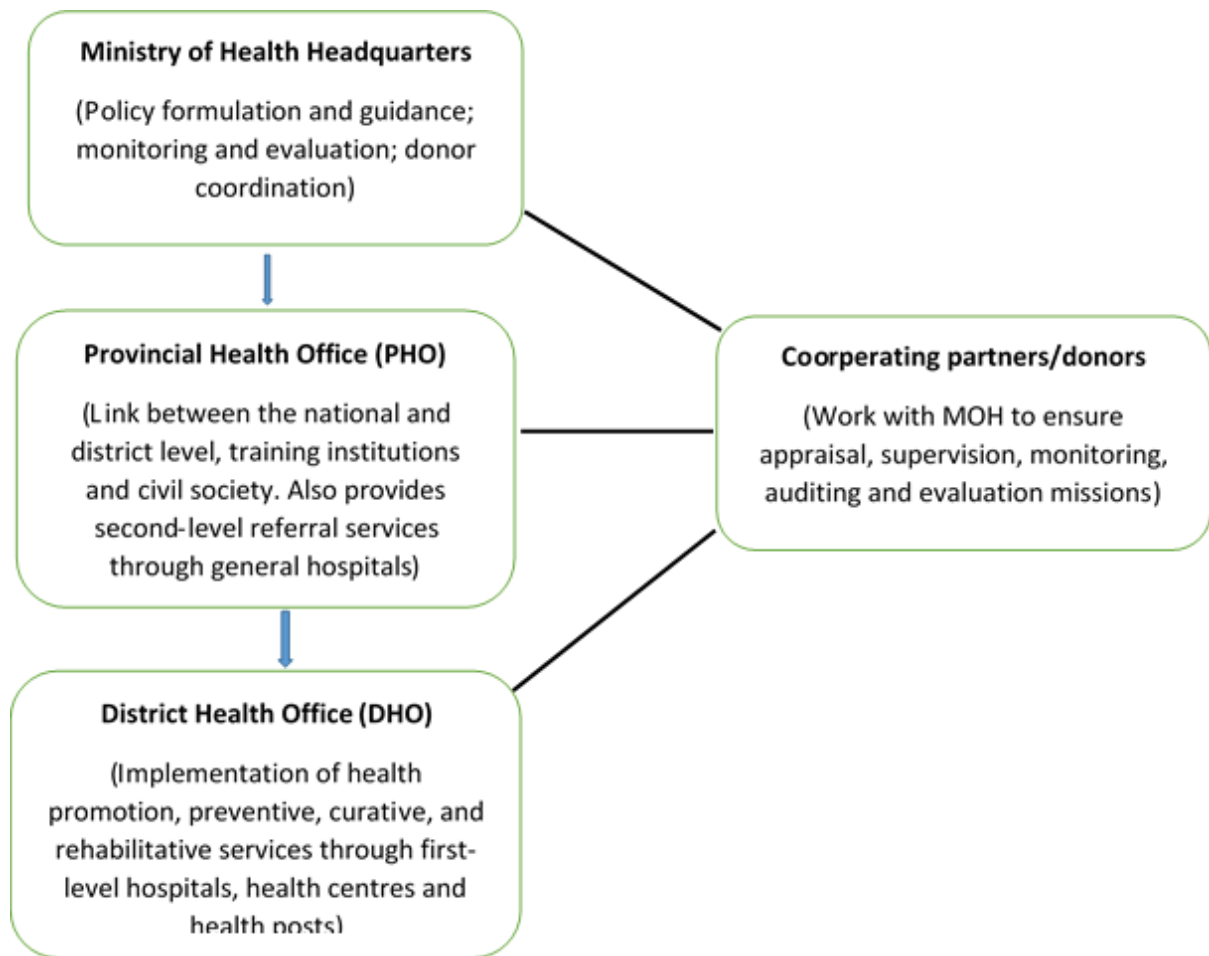 Ministry of Health Headquarters
(Policy formulation and guidance;
monitoring and evaluation; donor
coordination)
Provincial Health Office (PHO)
(Link between the national and
district level, training institutions
and civil society. Also provides
second-level referral services
through general hospitals)
Coorperating partners/donors
(Work with MOH to ensure
appraisal, supervision, monitoring,
auditing and evaluation missions)
District Health Office (DHO)
(Implementation of health
promotion, preventive, curative, and
rehabilitative services through first-
level hospitals, health centres and
health posts)